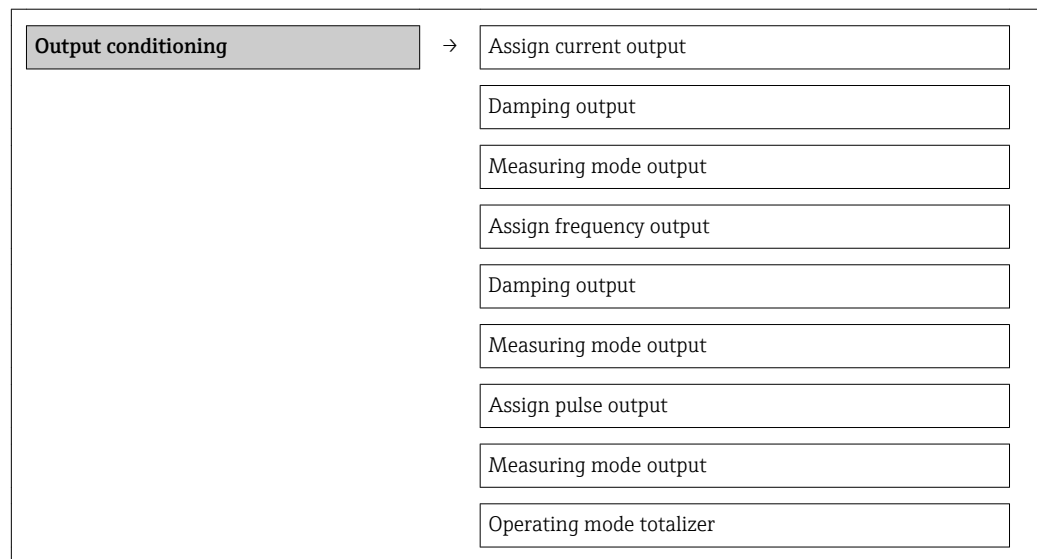 Output conditioning → Assign current output
Damping output
Measuring mode output
Assign frequency output
Damping output
Measuring mode output
Assign pulse output
Measuring mode output
Operating mode totalizer